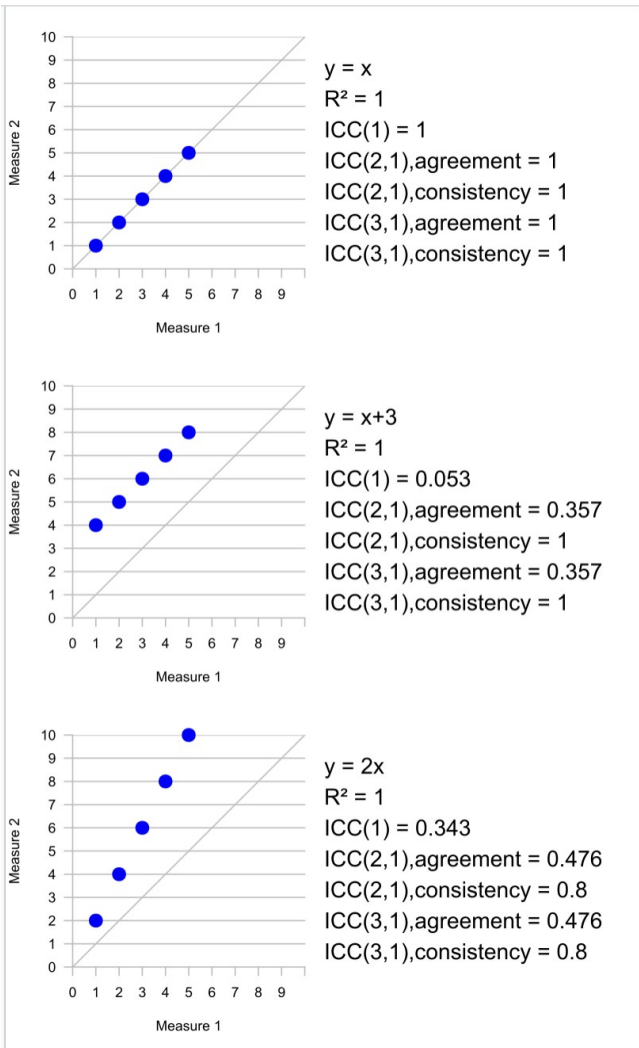 10
9
8
7
6
5
4
3
2
1
0
Measure 2
0 1 2 3 4 5 6 7 8 9
Measure 1
y = x
R² = 1
ICC(1) = 1
ICC(2,1),agreement = 1
ICC(2,1),consistency = 1
ICC(3,1),agreement = 1
ICC(3,1),consistency = 1
10
9
8
7
6
5
4
3
2
1
0
Measure 2
0 1 2 3 4 5 6 7 8 9
Measure 1
y = x+3
R² = 1
ICC(1) = 0.053
ICC(2,1),agreement = 0.357
ICC(2,1),consistency = 1
ICC(3,1),agreement = 0.357
ICC(3,1),consistency = 1
10
9
8
7
6
5
4
3
2
1
0
Measure 2
0 1 2 3 4 5 6 7 8 9
Measure 1
y = 2x
R² = 1
ICC(1) = 0.343
ICC(2,1),agreement = 0.476
ICC(2,1),consistency = 0.8
ICC(3,1),agreement = 0.476
ICC(3,1),consistency = 0.8